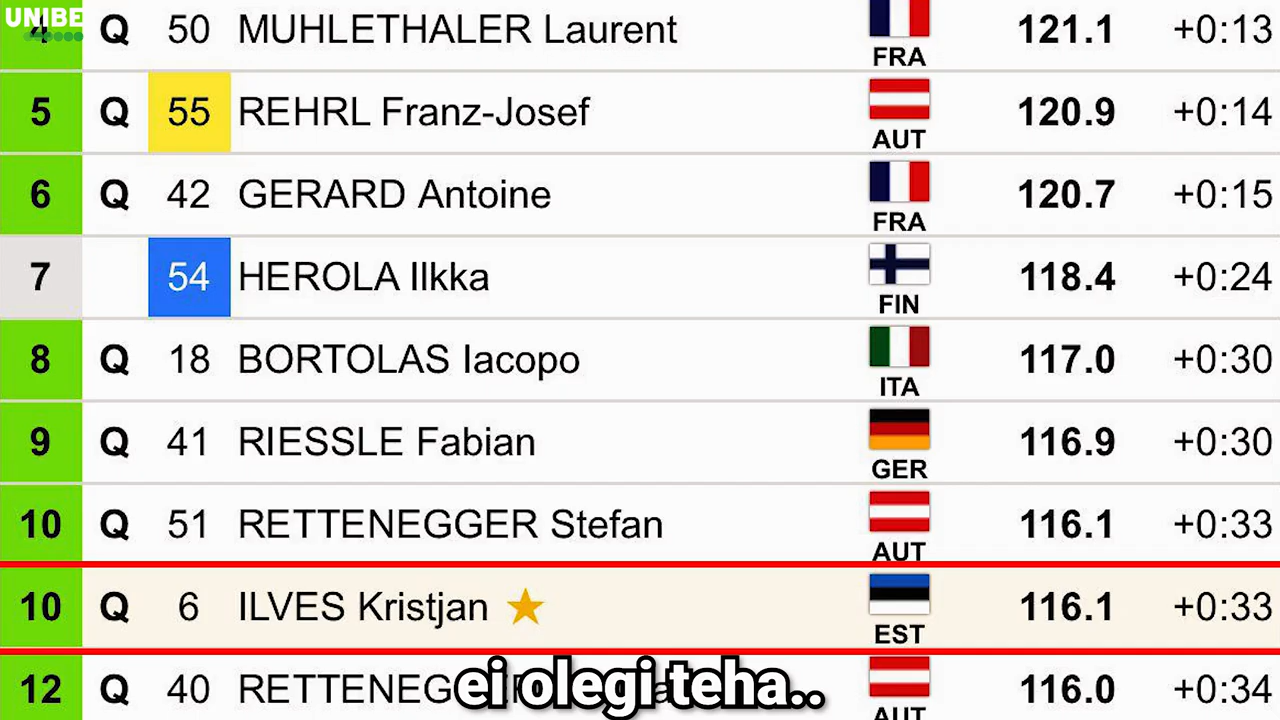 UNIBE
4 Q 50 MUHLETHALER Laurent FRA 121.1 +0:13
5 Q 55 REHRL Franz-Josef AUT 120.9 +0:14
6 Q 42 GERARD Antoine FRA 120.7 +0:15
7 54 HEROLA Ilkka FIN 118.4 +0:24
8 Q 18 BORTOLAS Iacopo ITA 117.0 +0:30
9 Q 41 RIESSLE Fabian GER 116.9 +0:30
10 Q 51 RETTENEGGER Stefan AUT 116.1 +0:33
10 Q 6 ILVES Kristjan EST 116.1 +0:33
12 Q 40 AUT 116.0 +0:34
ei olegi teha..